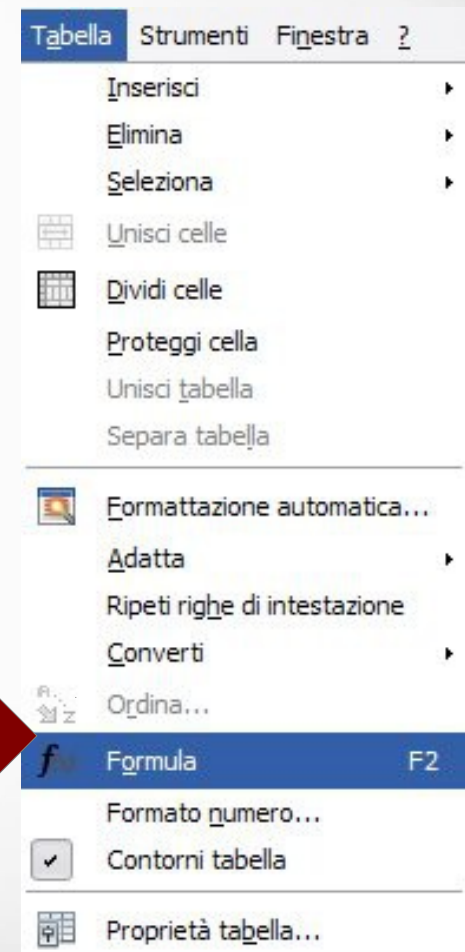 Tabella Strumenti Finestra ?
Inserisci
Elimina
Seleziona
Unisci celle
Dividi celle
Proteggi cella
Unisci tabella
Separa tabella
Formattazione automatica...
Adatta
Ripeti righe di intestazione
Converti
Ordina...
Formula F2
Formato numero...
Contorni tabella
Proprietà tabella...